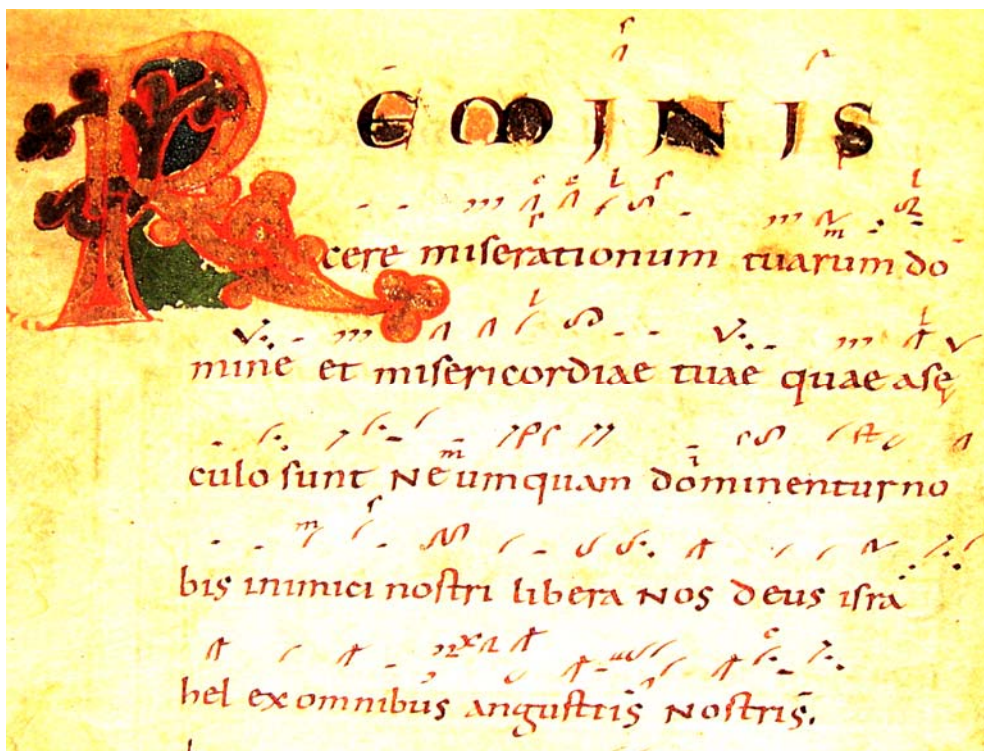 REMINIS
cere miserationum tuarum do
mine et misericordiae tuae quae a sę
culo sunt Ne umquam dominentur no
bis inimici nostri libera nos deus isra
hel ex omnibus angustiis nostris.